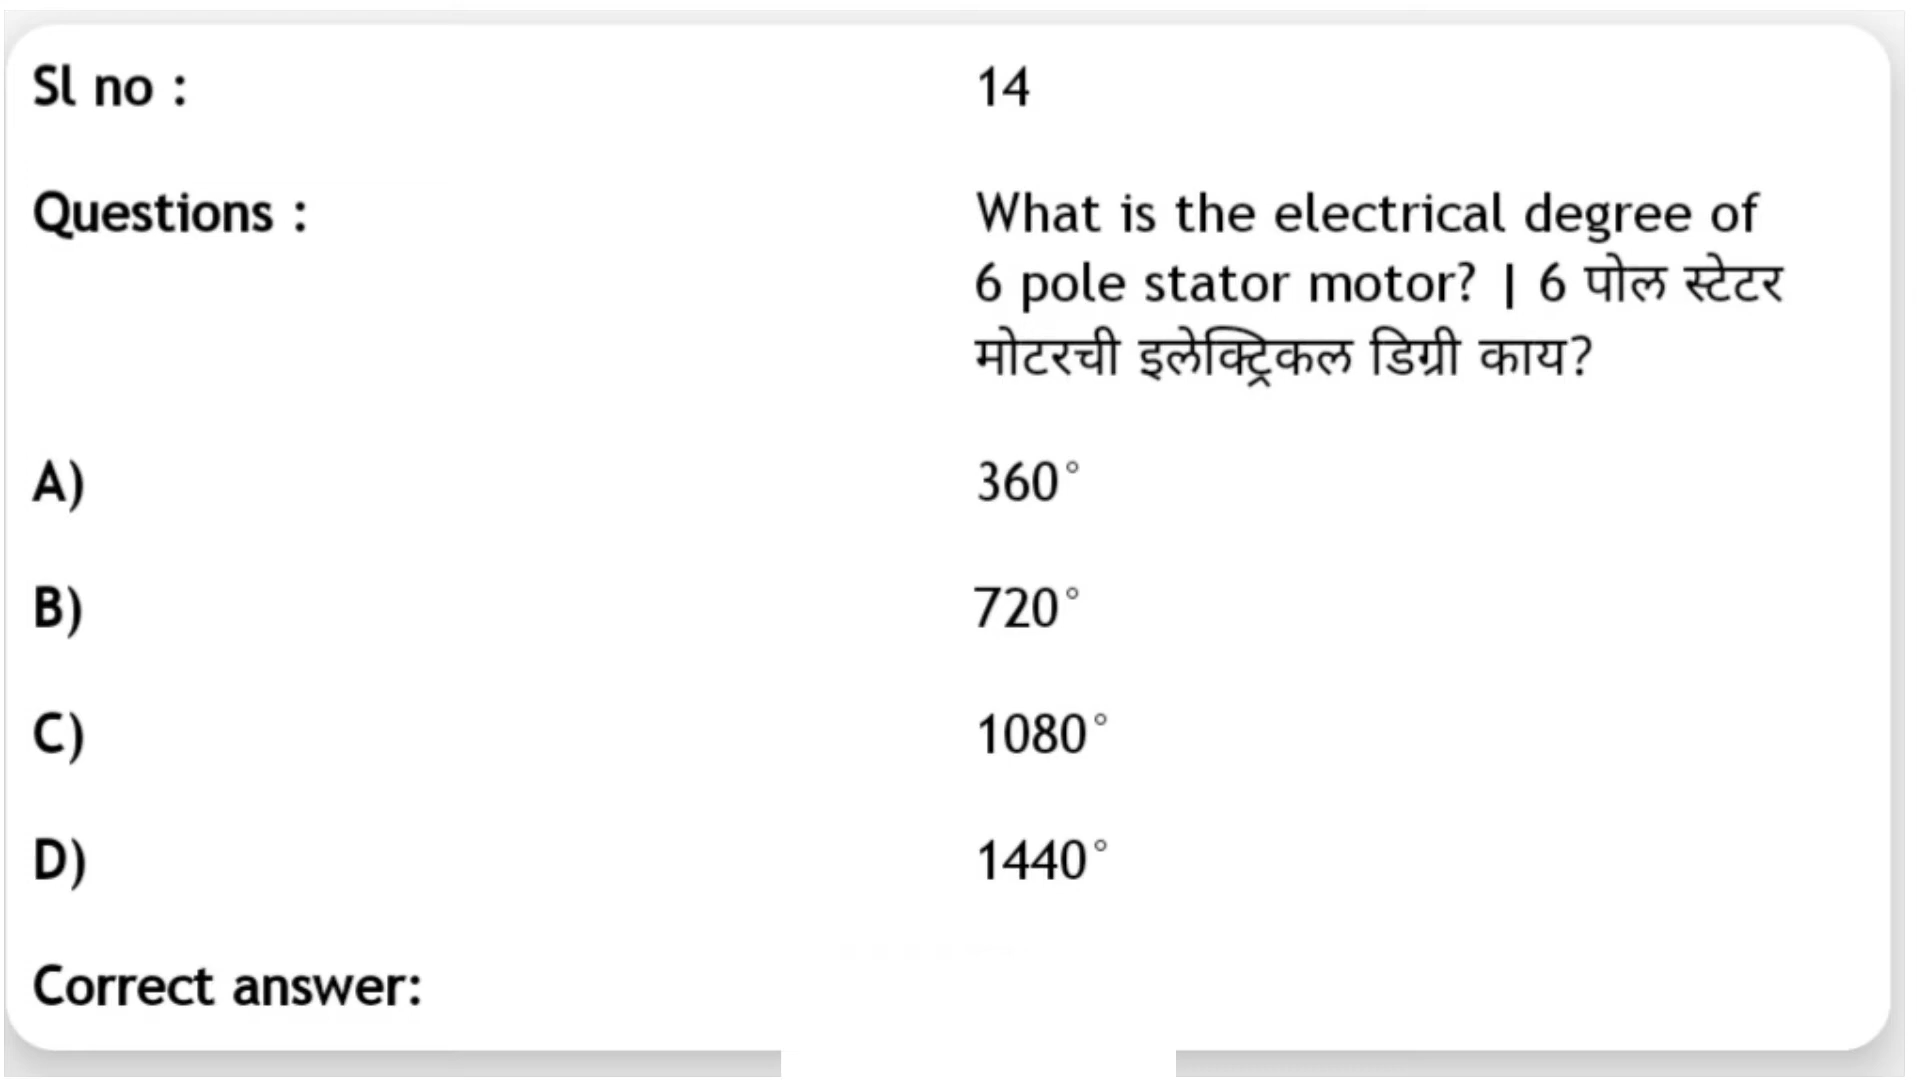 Sl no : 14
Questions : What is the electrical degree of
6 pole stator motor? | 6 पोल स्टेटर
मोटरची इलेक्ट्रिकल डिग्री काय?
A) 360°
B) 720°
C) 1080°
D) 1440°
Correct answer: